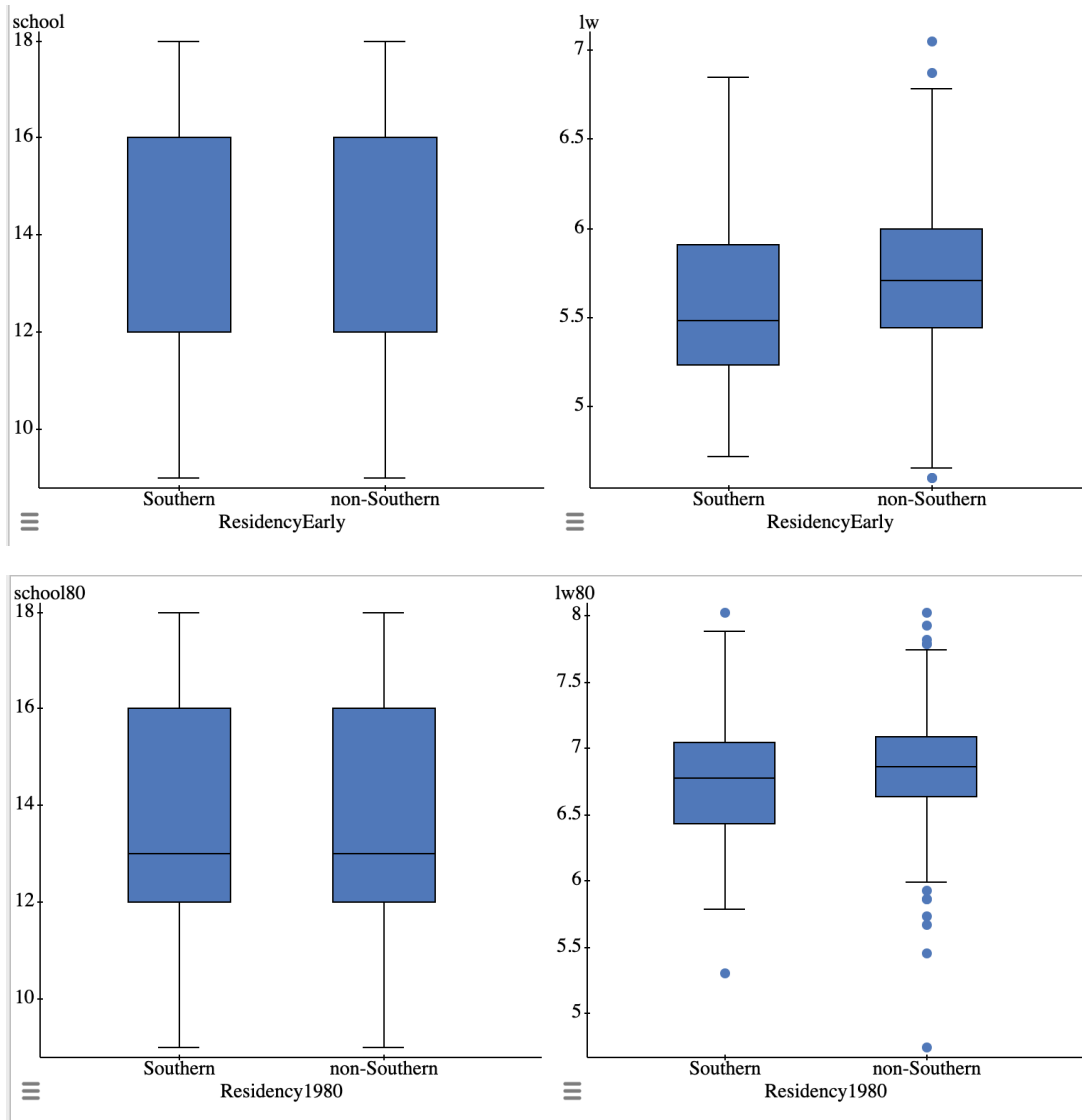 school
18
16
14
12
10
Southern non-Southern
ResidencyEarly
lw
7
6.5
6
5.5
5
Southern non-Southern
ResidencyEarly
school80
18
16
14
12
10
Southern non-Southern
Residency1980
lw80
8
7.5
7
6.5
6
5.5
5
Southern non-Southern
Residency1980